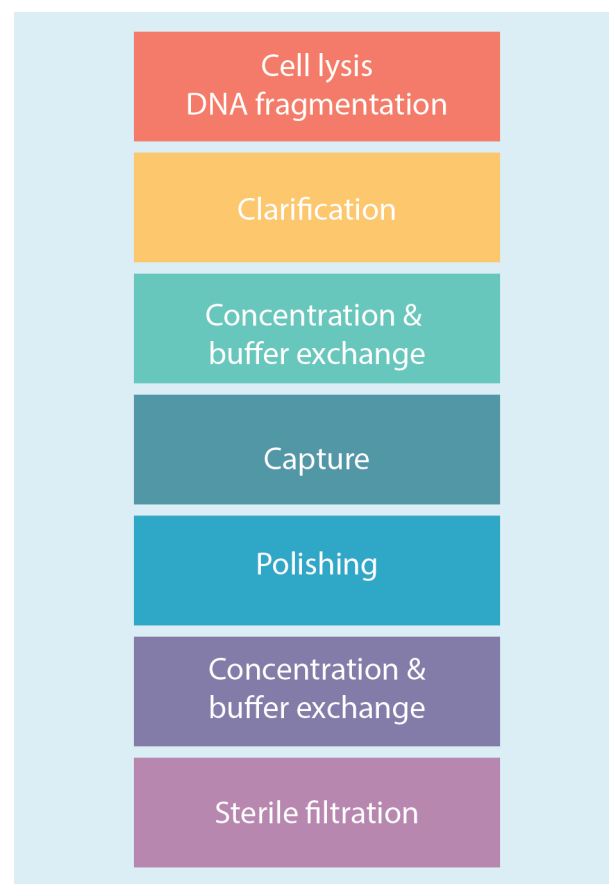 Cell lysis
DNA fragmentation
Clarification
Concentration &
buffer exchange
Capture
Polishing
Concentration &
buffer exchange
Sterile filtration